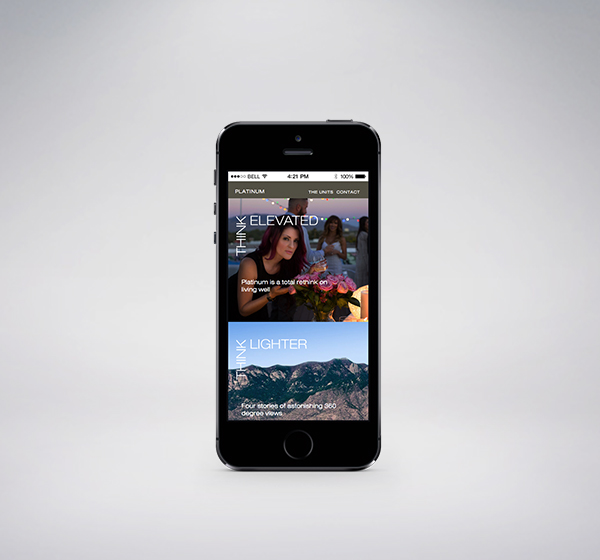 BELL 4:21 PM 100%
PLATINUM THE UNITS CONTACT
THINK ELEVATED
Platinum is a total rethink on
living well
THINK LIGHTER
Four stories of astonishing 360
degree views